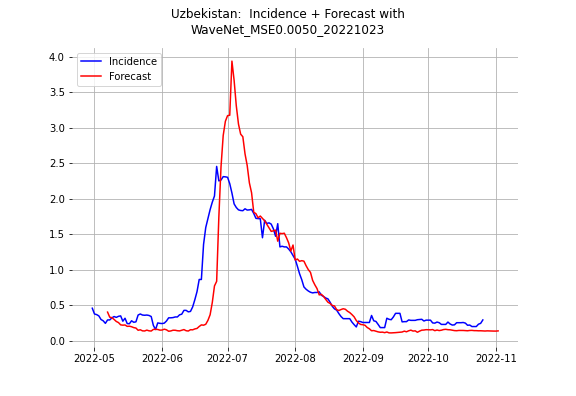 Uzbekistan:  Incidence + Forecast with
WaveNet_MSE0.0050_20221023
Incidence
Forecast
4.0
3.5
3.0
2.5
2.0
1.5
1.0
0.5
0.0
2022-05 2022-06 2022-07 2022-08 2022-09 2022-10 2022-11